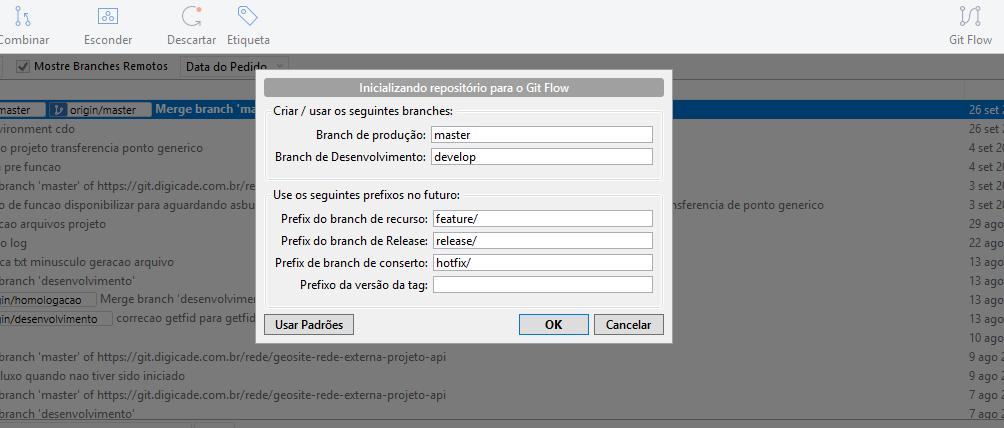 Combinar Esconder Descartar Etiqueta Git Flow
Mostre Branches Remotos Data do Pedido
Inicializando repositório para o Git Flow
Criar / usar os seguintes branches:
Branch de produção: master
Branch de Desenvolvimento: develop
Use os seguintes prefixos no futuro:
Prefix do branch de recurso: feature/
Prefix do branch de Release: release/
Prefix de branch de conserto: hotfix/
Prefixo da versão da tag:
Usar Padrões OK Cancelar
master origin/master Merge branch 'ma 26 set
vironment cdo 26 set 2
o projeto transferencia ponto generico 4 set 20
a pre funcao 4 set 20
branch 'master' of https://git.digicade.com.br/re 3 set 20
o de funcao disponibilizar para aguardando asbu nsferencia de ponto generico 3 set 20
cao arquivos projeto 29 ago
o log 22 ago
ca txt minusculo geracao arquivo 13 ago
branch 'desenvolvimento' 13 ago
gin/homologacao Merge branch 'desenvolvimen 13 ago
gin/desenvolvimento correcao getfid para getfid 13 ago
10 ago
branch 'master' of https://git.digicade.com.br/rede/geosite-rede-externa-projeto-api 9 ago 2
luxo quando nao tiver sido iniciado 9 ago 2
branch 'master' of https://git.digicade.com.br/rede/geosite-rede-externa-projeto-api 7 ago 2
branch 'desenvolvimento' 7 ago 2